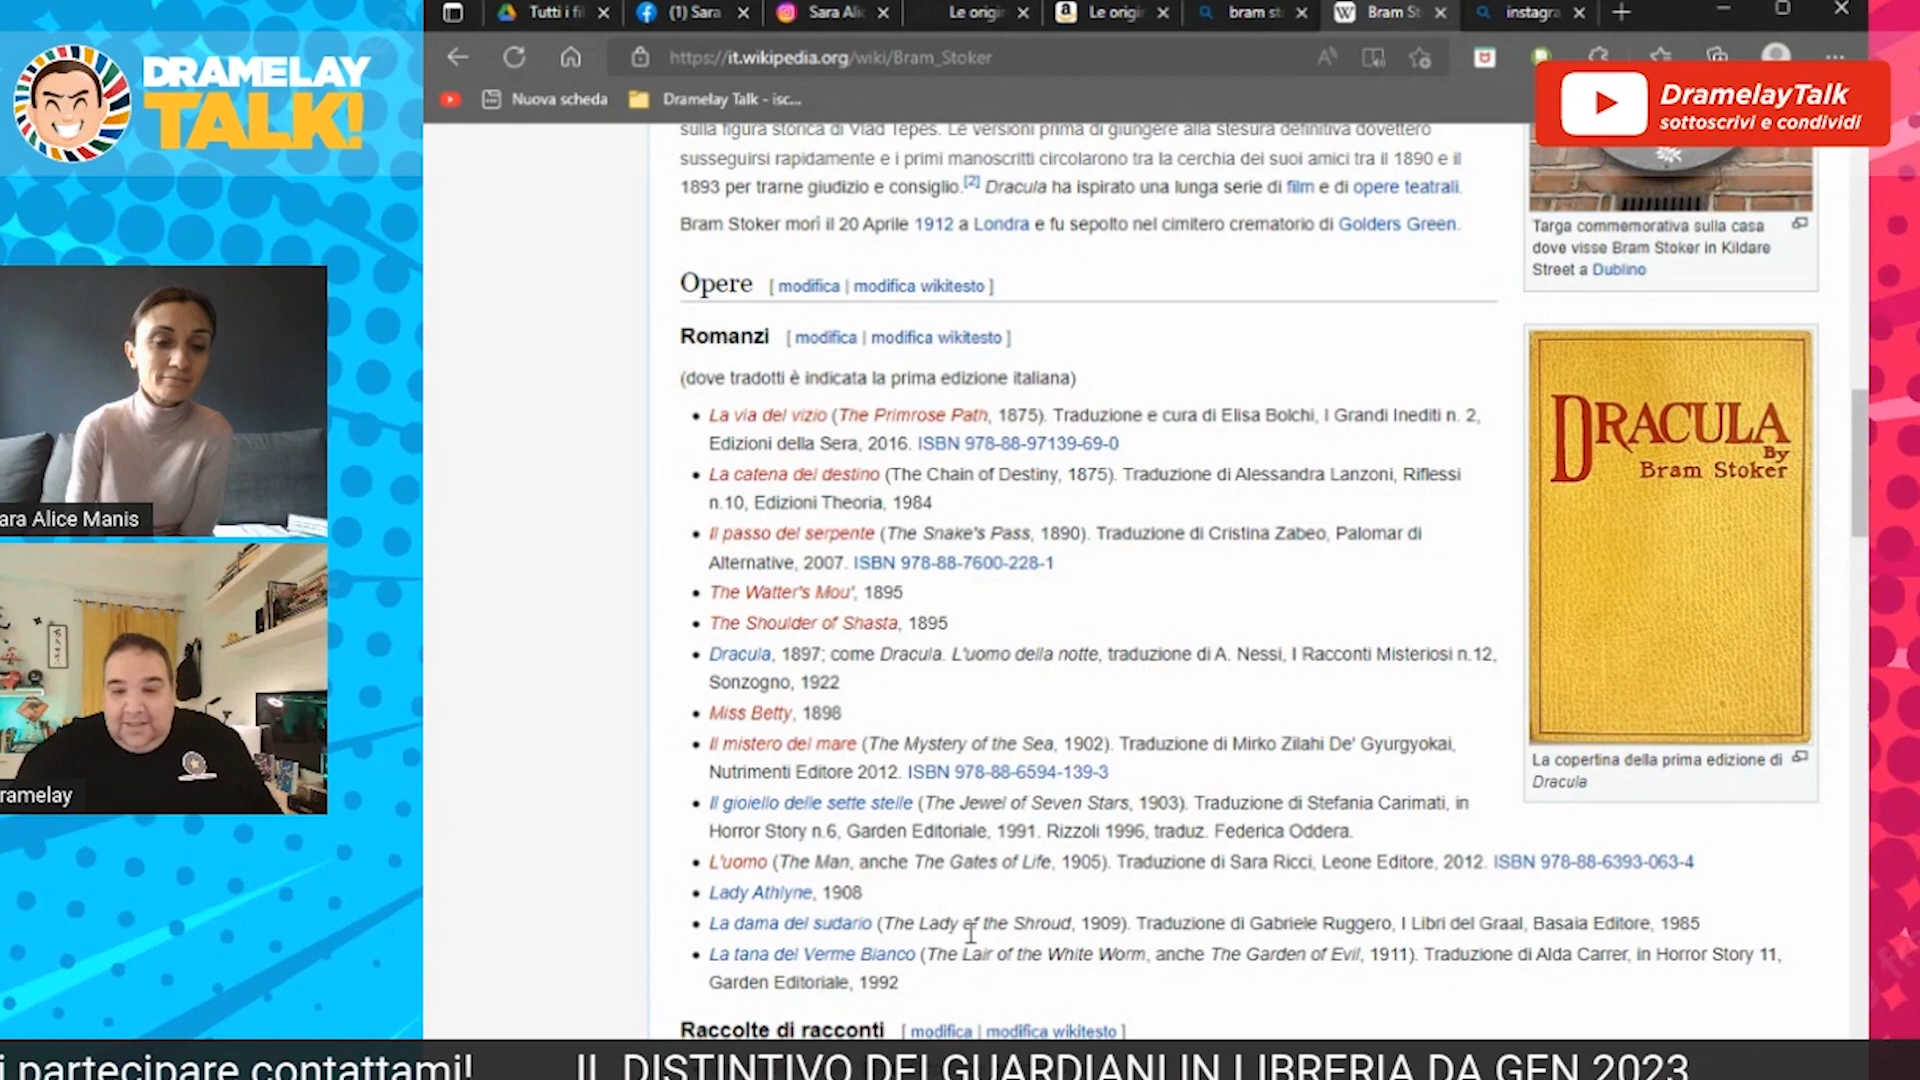 DRAMELAY
TALK!
Tutti i fi
(1) Sara
Sara Ali
Le origi
Le origi
bram st
Bram St
instagra
https://it.wikipedia.org/wiki/Bram_Stoker
Nuova scheda
Dramelay Talk - isc...
DramelayTalk
sottoscrivi e condividi
sulla figura storica di Vlad Tepes. Le versioni prima di giungere alla stesura definitiva dovettero
susseguirsi rapidamente e i primi manoscritti circolarono tra la cerchia dei suoi amici tra il 1890 e il
1893 per trarne giudizio e consiglio.[2] Dracula ha ispirato una lunga serie di film e di opere teatrali.
Bram Stoker morì il 20 Aprile 1912 a Londra e fu sepolto nel cimitero crematorio di Golders Green.
Targa commemorativa sulla casa
dove visse Bram Stoker in Kildare
Street a Dublino
Opere [ modifica | modifica wikitesto ]
Romanzi [ modifica | modifica wikitesto ]
(dove tradotti è indicata la prima edizione italiana)
• La via del vizio (The Primrose Path, 1875). Traduzione e cura di Elisa Bolchi, I Grandi Inediti n. 2,
Edizioni della Sera, 2016. ISBN 978-88-97139-69-0
• La catena del destino (The Chain of Destiny, 1875). Traduzione di Alessandra Lanzoni, Riflessi
n.10, Edizioni Theoria, 1984
• Il passo del serpente (The Snake's Pass, 1890). Traduzione di Cristina Zabeo, Palomar di
Alternative, 2007. ISBN 978-88-7600-228-1
• The Watter's Mou', 1895
• The Shoulder of Shasta, 1895
• Dracula, 1897; come Dracula. L'uomo della notte, traduzione di A. Nessi, I Racconti Misteriosi n.12,
Sonzogno, 1922
• Miss Betty, 1898
• Il mistero del mare (The Mystery of the Sea, 1902). Traduzione di Mirko Zilahi De' Gyurgyokai,
Nutrimenti Editore 2012. ISBN 978-88-6594-139-3
• Il gioiello delle sette stelle (The Jewel of Seven Stars, 1903). Traduzione di Stefania Carimati, in
Horror Story n.6, Garden Editoriale, 1991. Rizzoli 1996, traduz. Federica Oddera.
• L'uomo (The Man, anche The Gates of Life, 1905). Traduzione di Sara Ricci, Leone Editore, 2012. ISBN 978-88-6393-063-4
• Lady Athlyne, 1908
• La dama del sudario (The Lady of the Shroud, 1909). Traduzione di Gabriele Ruggero, I Libri del Graal, Basaia Editore, 1985
• La tana del Verme Bianco (The Lair of the White Worm, anche The Garden of Evil, 1911). Traduzione di Alda Carrer, in Horror Story 11,
Garden Editoriale, 1992
Raccolte di racconti [ modifica | modifica wikitesto ]
DRACULA
By
Bram Stoker
La copertina della prima edizione di
Dracula
ara Alice Manis
ramelay
i partecipare contattami!
IL DISTINTIVO DEI GUARDIANI IN LIBRERIA DA GEN 2023